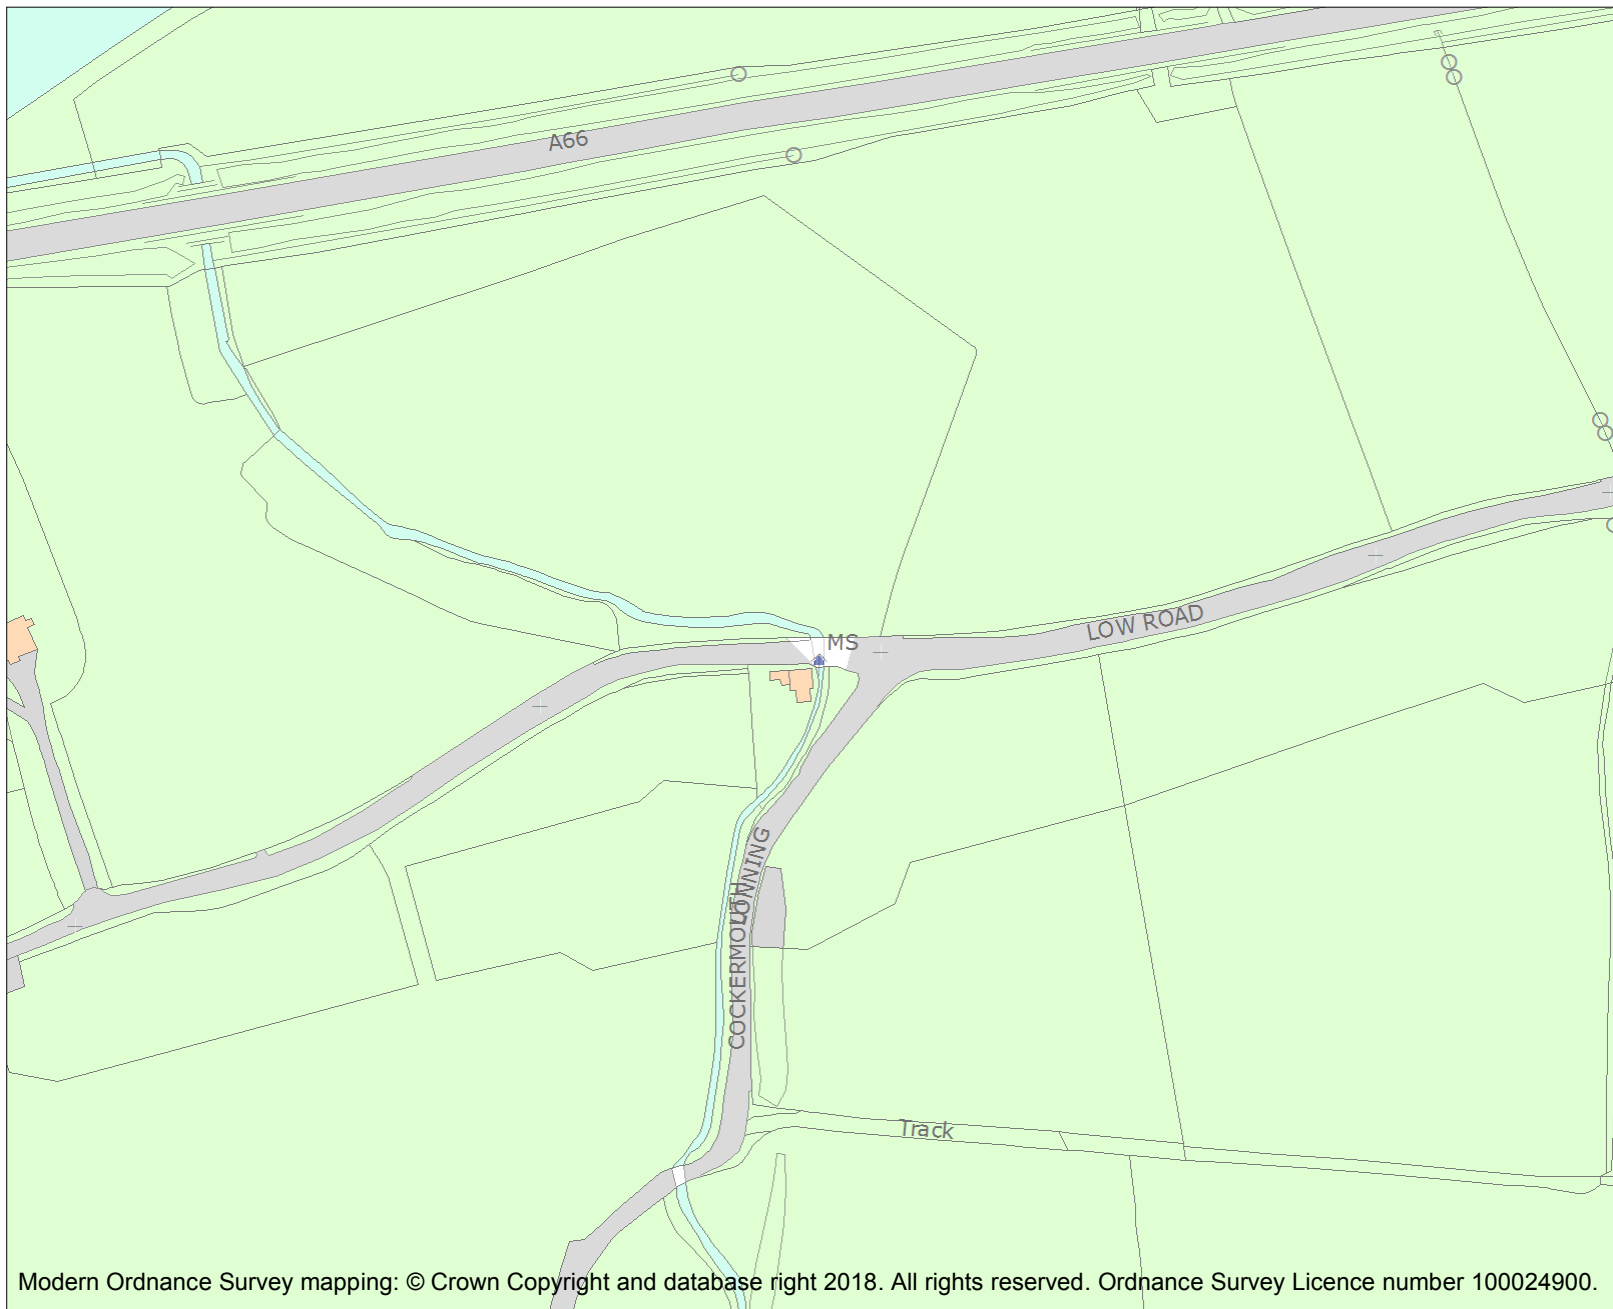 A66
MS
LOW ROAD
COCKERMOUTH
LONNING
Track
Modern Ordnance Survey mapping: © Crown Copyright and database right 2018. All rights reserved. Ordnance Survey Licence number 100024900.